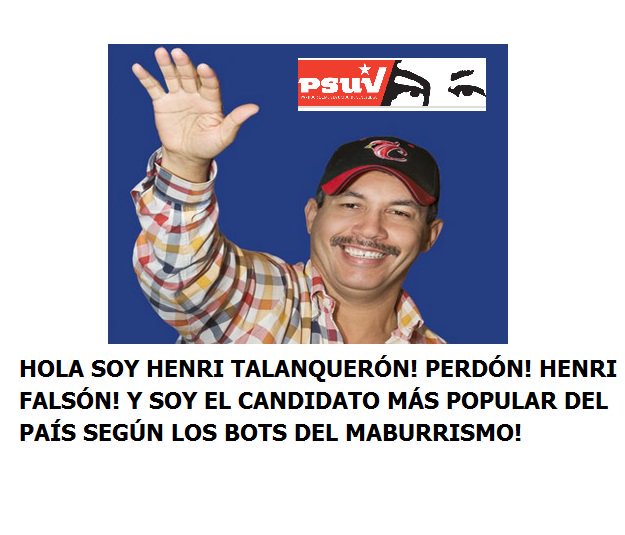 PSUV
HOLA SOY HENRI TALANQUERÓN! PERDÓN! HENRI
FALSÓN! Y SOY EL CANDIDATO MÁS POPULAR DEL
PAÍS SEGÚN LOS BOTS DEL MABURRISMO!